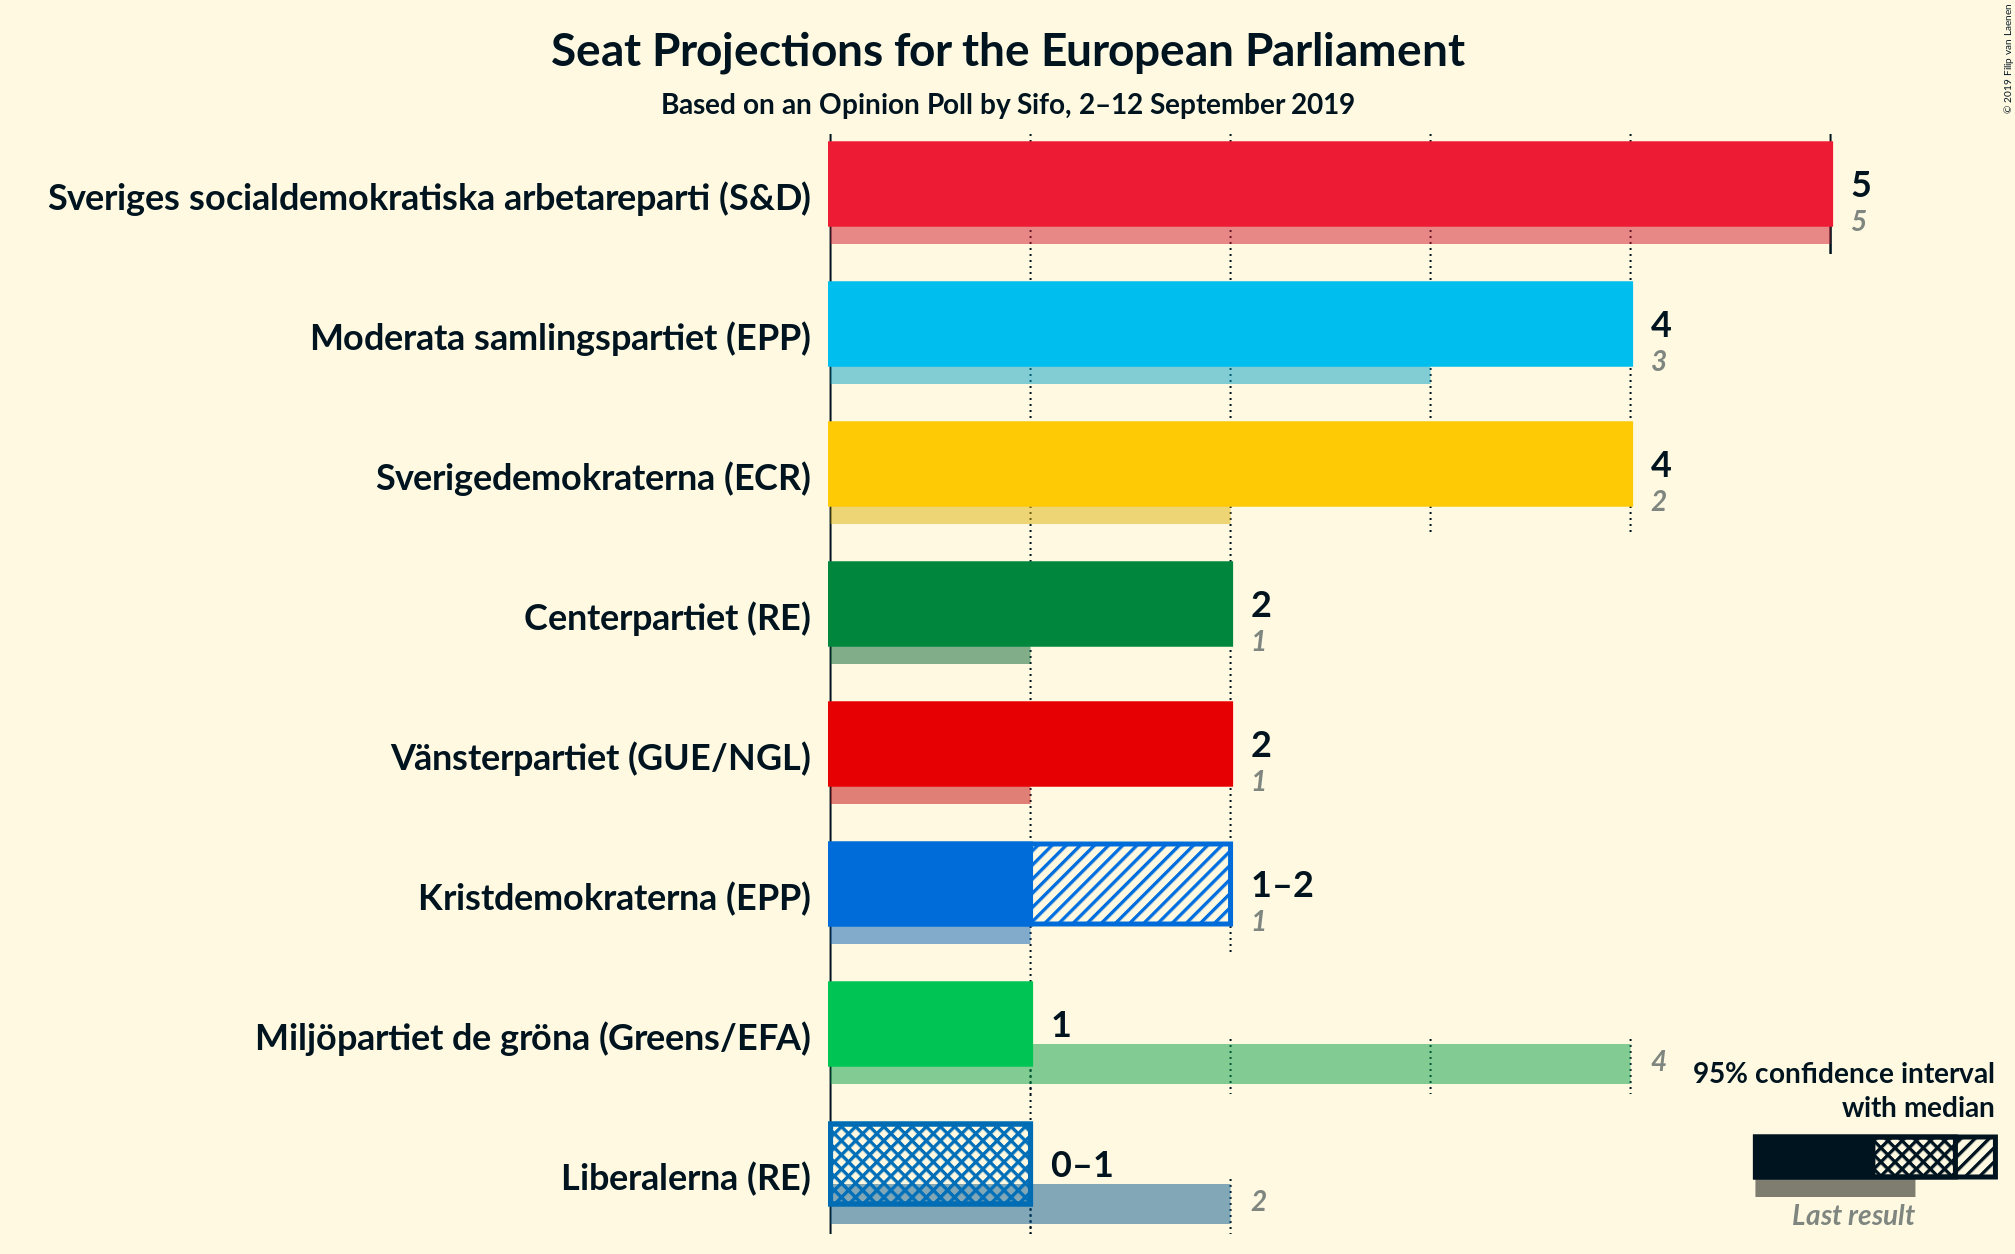 Seat Projections for the European Parliament
Based on an Opinion Poll by Sifo, 2–12 September 2019
© 2019 Filip van Laenen
Sveriges socialdemokratiska arbetareparti (S&D)
5
5
Moderata samlingspartiet (EPP)
4
3
Sverigedemokraterna (ECR)
4
2
Centerpartiet (RE)
2
1
Vänsterpartiet (GUE/NGL)
2
1
Kristdemokraterna (EPP)
1–2
1
Miljöpartiet de gröna (Greens/EFA)
1
4
Liberalerna (RE)
0–1
2
95% confidence interval
with median
Last result